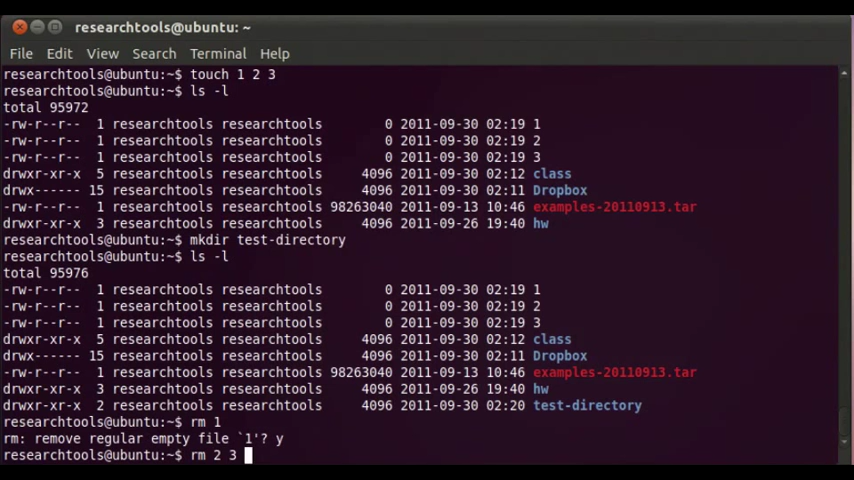 researchtools@ubuntu: ~
File Edit View Search Terminal Help
researchtools@ubuntu:~$ touch 1 2 3
researchtools@ubuntu:~$ ls -l
total 95972
-rw-r--r--  1 researchtools researchtools        0 2011-09-30 02:19 1
-rw-r--r--  1 researchtools researchtools        0 2011-09-30 02:19 2
-rw-r--r--  1 researchtools researchtools        0 2011-09-30 02:19 3
drwxr-xr-x  5 researchtools researchtools     4096 2011-09-30 02:12 class
drwx------ 15 researchtools researchtools     4096 2011-09-30 02:11 Dropbox
-rw-r--r--  1 researchtools researchtools 98263040 2011-09-13 10:46 examples-20110913.tar
drwxr-xr-x  3 researchtools researchtools     4096 2011-09-26 19:40 hw
researchtools@ubuntu:~$ mkdir test-directory
researchtools@ubuntu:~$ ls -l
total 95976
-rw-r--r--  1 researchtools researchtools        0 2011-09-30 02:19 1
-rw-r--r--  1 researchtools researchtools        0 2011-09-30 02:19 2
-rw-r--r--  1 researchtools researchtools        0 2011-09-30 02:19 3
drwxr-xr-x  5 researchtools researchtools     4096 2011-09-30 02:12 class
drwx------ 15 researchtools researchtools     4096 2011-09-30 02:11 Dropbox
-rw-r--r--  1 researchtools researchtools 98263040 2011-09-13 10:46 examples-20110913.tar
drwxr-xr-x  3 researchtools researchtools     4096 2011-09-26 19:40 hw
drwxr-xr-x  2 researchtools researchtools     4096 2011-09-30 02:20 test-directory
researchtools@ubuntu:~$ rm 1
rm: remove regular empty file `1'? y
researchtools@ubuntu:~$ rm 2 3